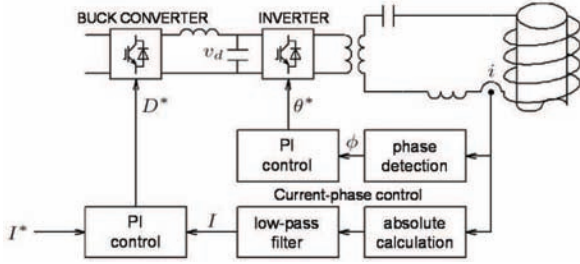 BUCK CONVERTER
INVERTER
v_d
i
D*
θ*
PI
control
ϕ
phase
detection
Current-phase control
I*
PI
control
I
low-pass
filter
absolute
calculation